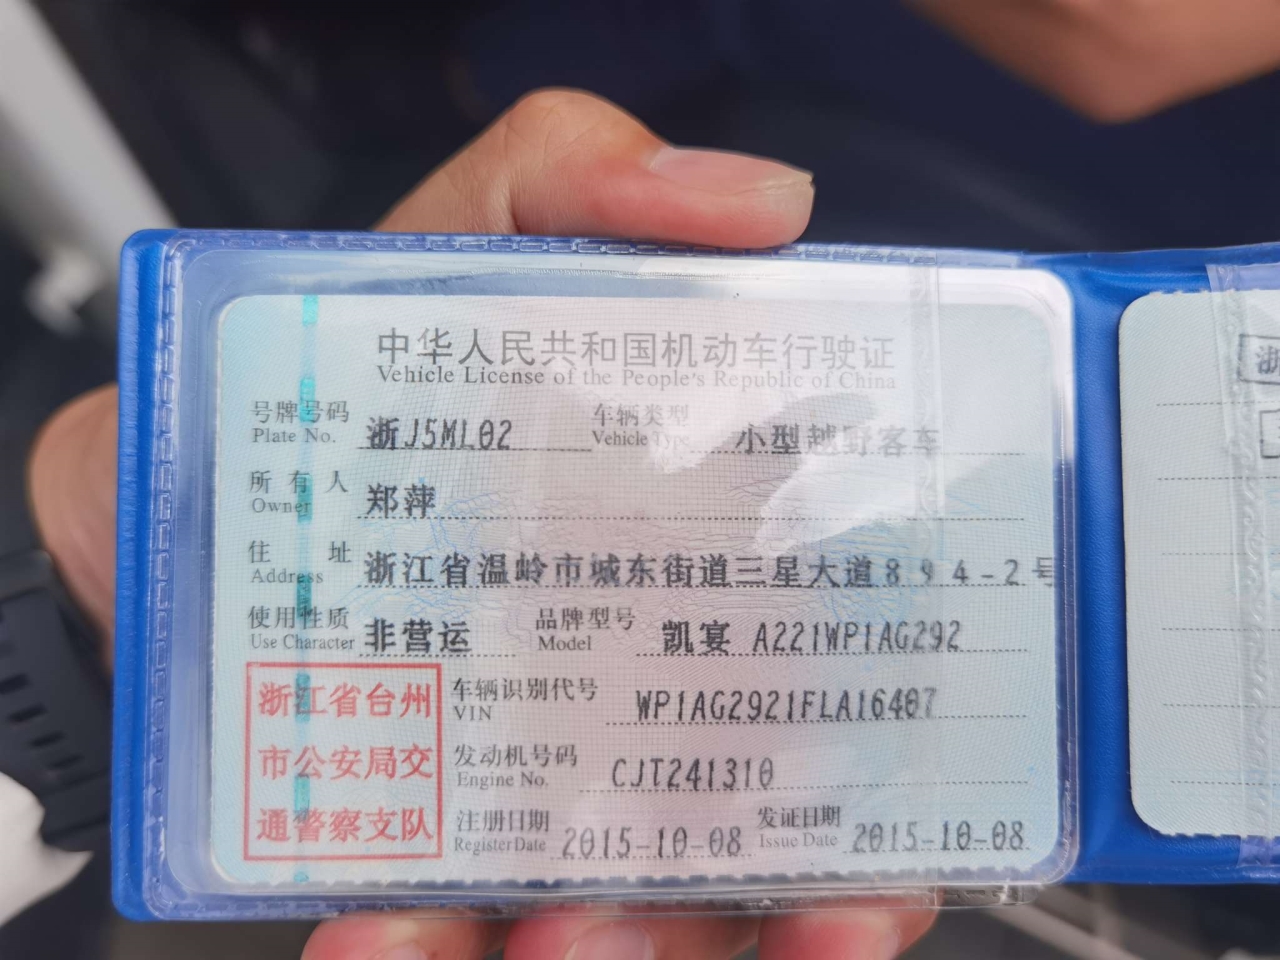 中华人民共和国机动车行驶证
Vehicle License of the People's Republic of China
号牌号码 浙J5ML02 车辆类型 小型越野客车
Plate No. Vehicle Type
所有人 郑萍
Owner
住址 浙江省温岭市城东街道三星大道894-2号
Address
使用性质 非营运 品牌型号 凯宴 A221WP1AG292
Use Character Model
浙江省台州
市公安局交
通警察支队
车辆识别代号 WP1AG2921FLA16407
VIN
发动机号码 CJT241310
Engine No.
注册日期 2015-10-08 发证日期 2015-10-08
Register Date Issue Date
浙